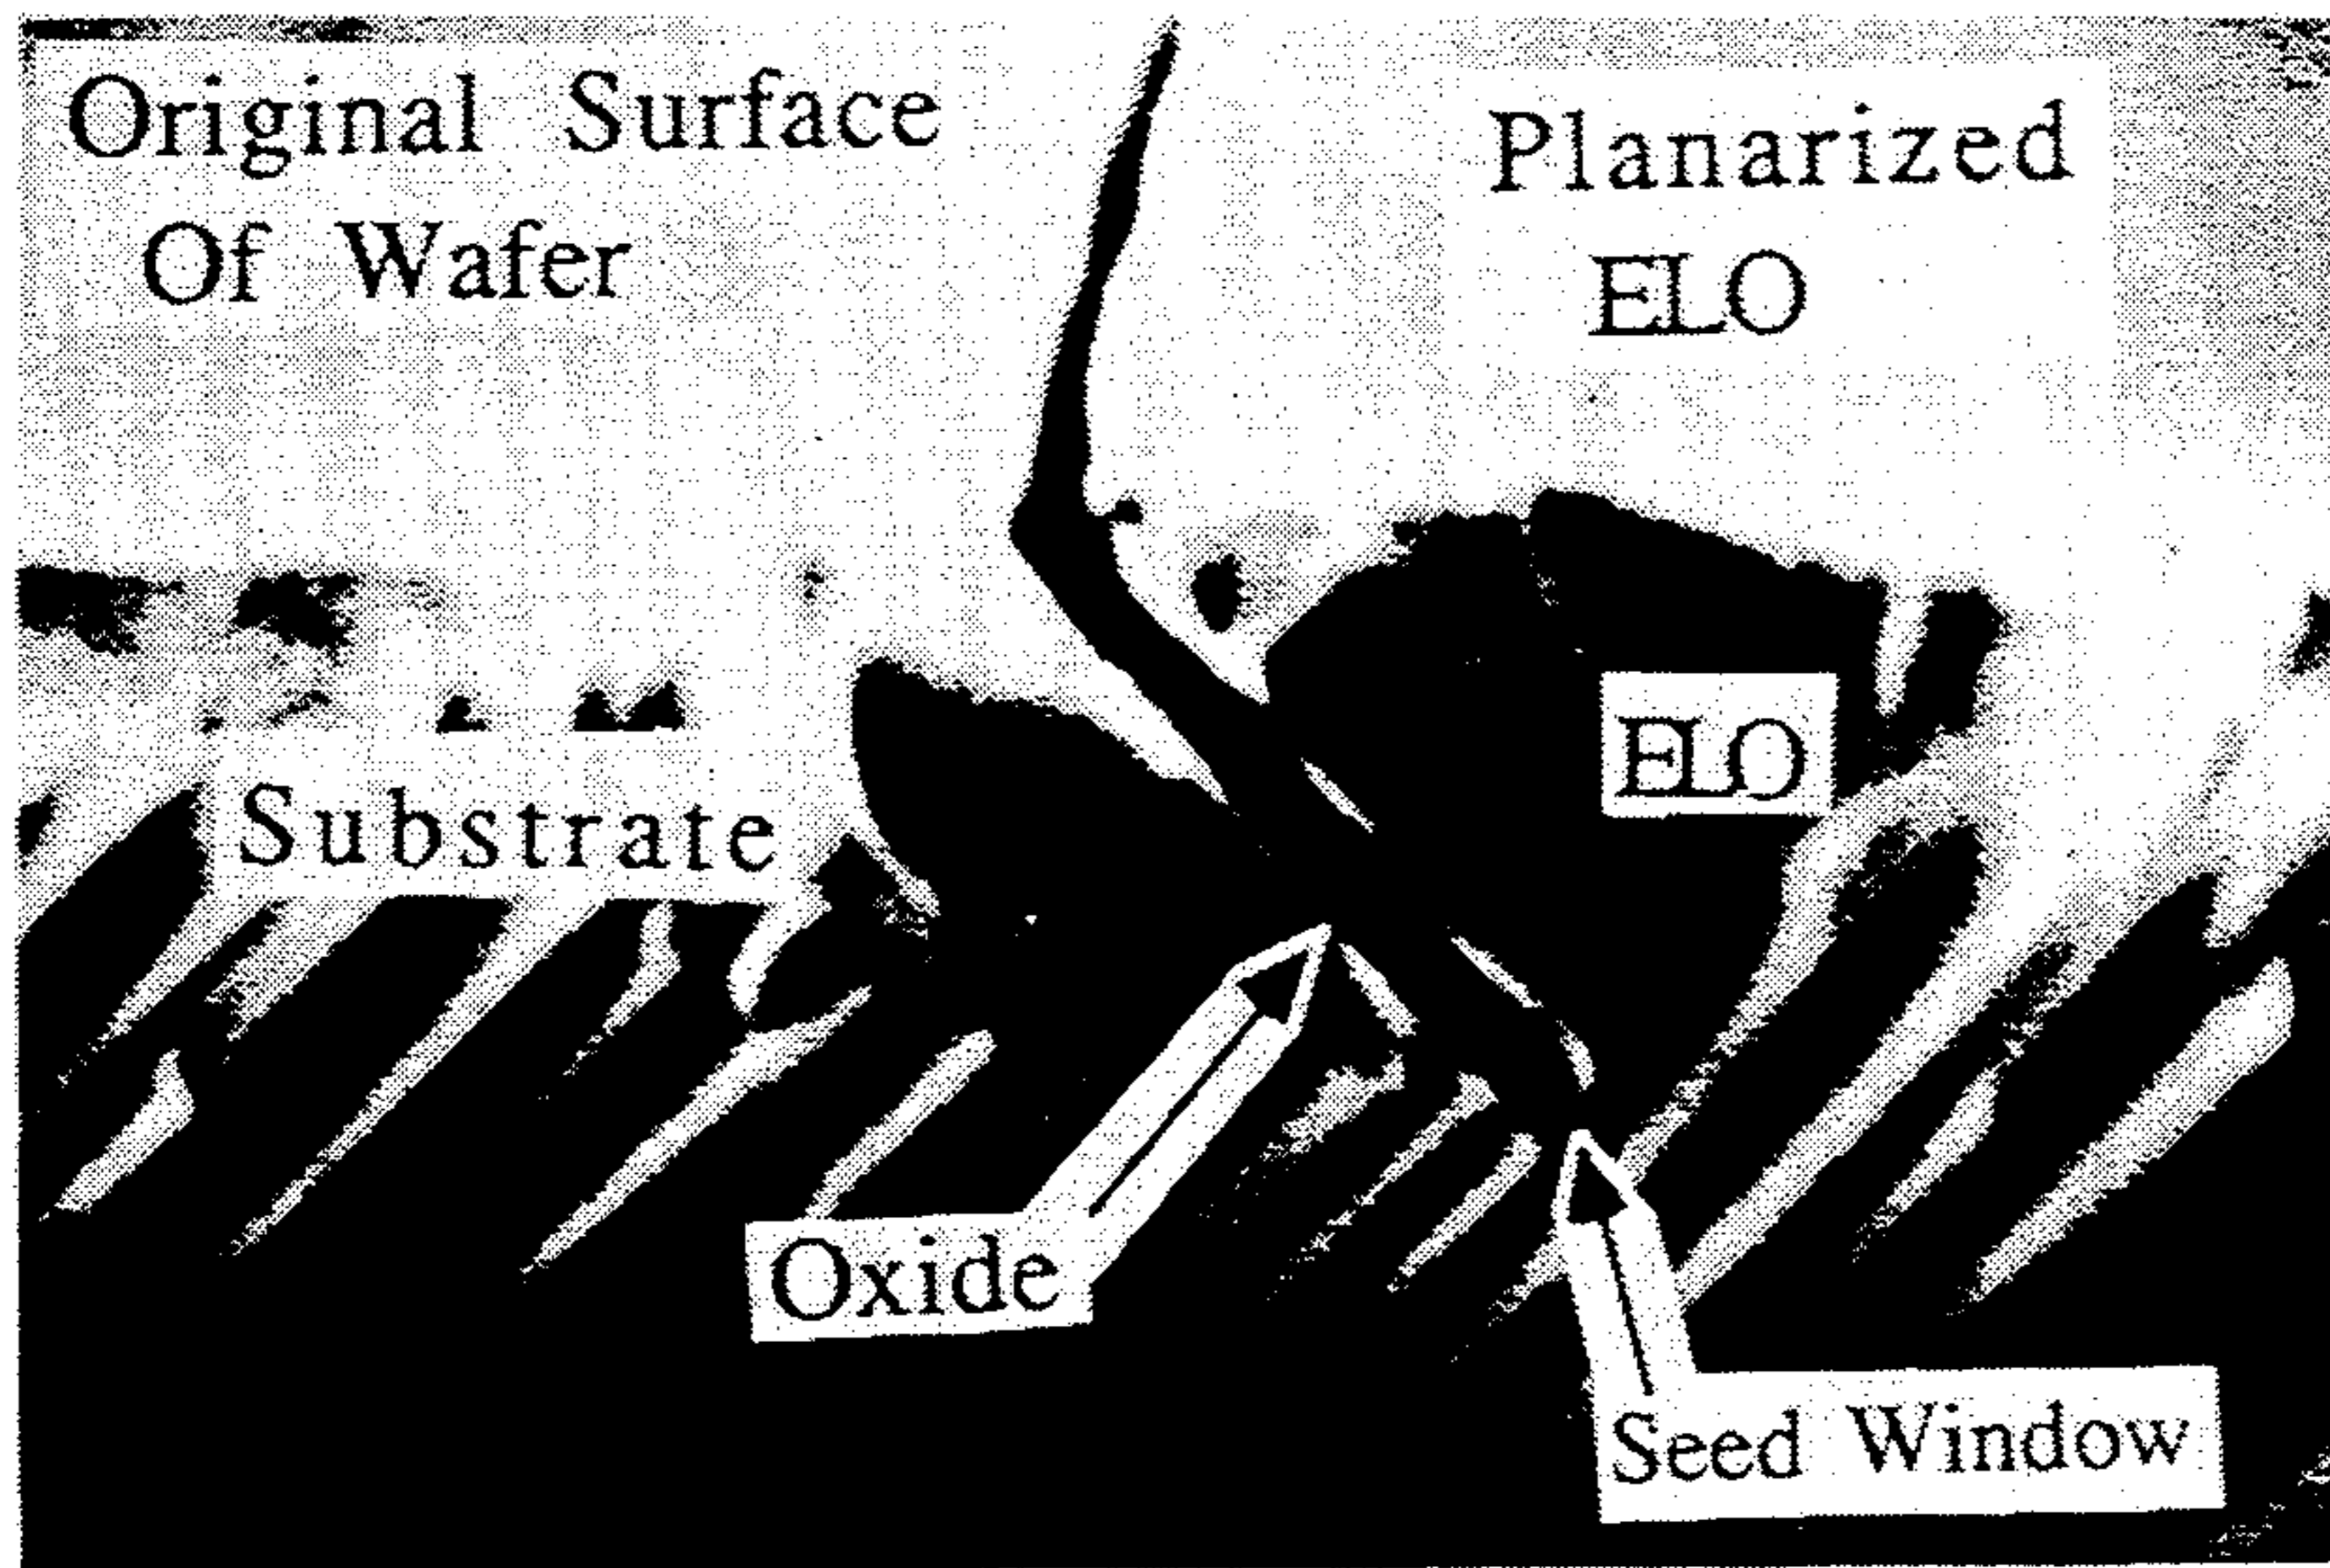 Original Surface
Of Wafer
Planarized
ELO
ELO
Substrate
Oxide
Seed Window